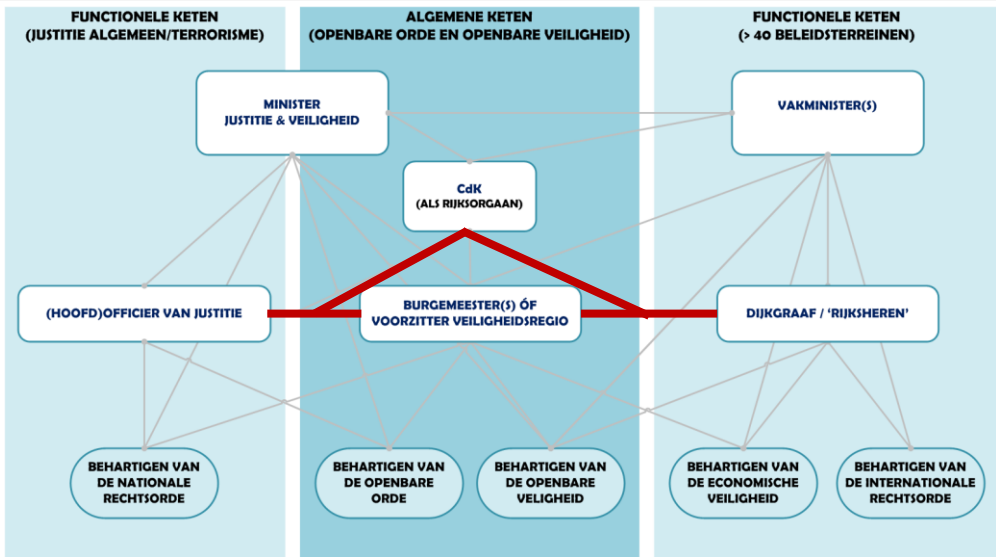 FUNCTIONELE KETEN
(JUSTITIE ALGEMEEN/TERRORISME)
ALGEMENE KETEN
(OPENBARE ORDE EN OPENBARE VEILIGHEID)
FUNCTIONELE KETEN
(> 40 BELEIDSTERREINEN)
MINISTER
JUSTITIE & VEILIGHEID
VAKMINISTER(S)
CdK
(ALS RIJKSORGAAN)
(HOOFD)OFFICIER VAN JUSTITIE
BURGEMEESTER(S) ÓF
VOORZITTER VEILIGHEIDSREGIO
DIJKGRAAF / ‘RIJKSHEREN’
BEHARTIGEN VAN
DE NATIONALE
RECHTSORDE
BEHARTIGEN VAN
DE OPENBARE
ORDE
BEHARTIGEN VAN
DE OPENBARE
VELIGHEID
BEHARTIGEN VAN
DE ECONOMISCHE
VEILIGHEID
BEHARTIGEN VAN
DE INTERNATIONALE
RECHTSORDE